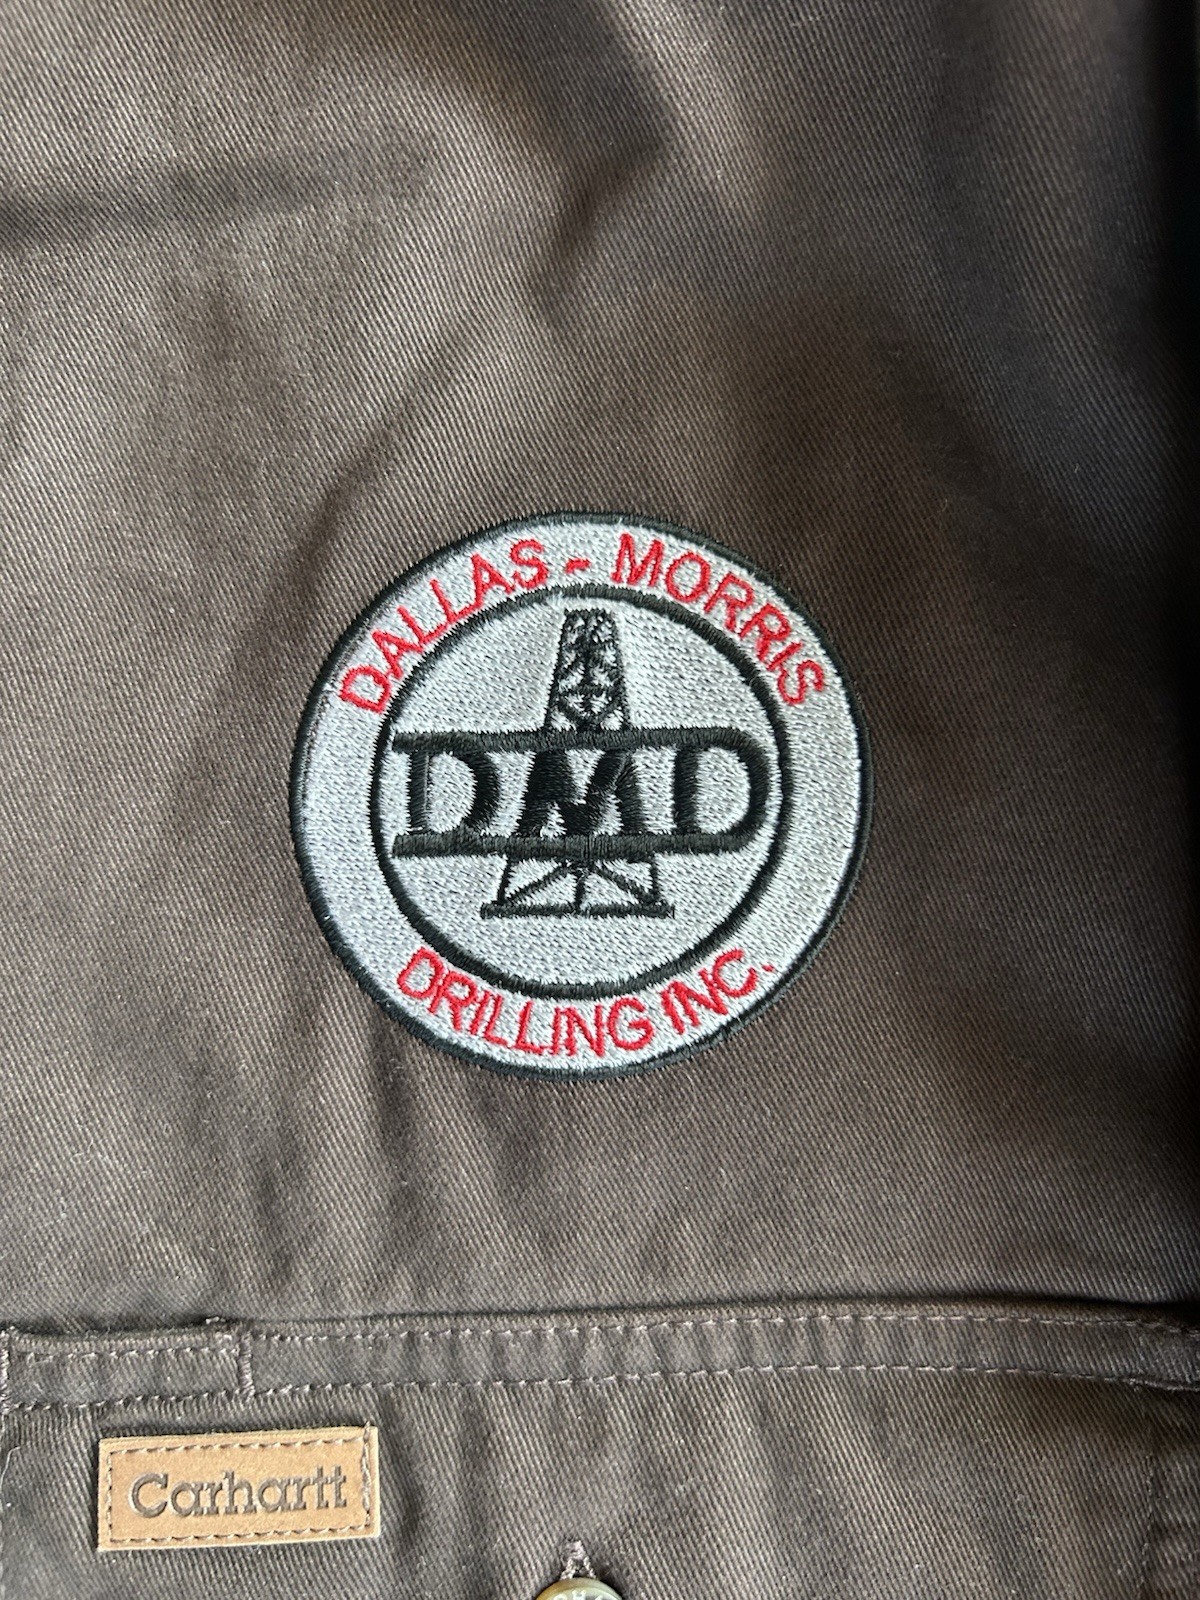 DALLAS - MORRIS
DMD
DRILLING INC.
Carhartt